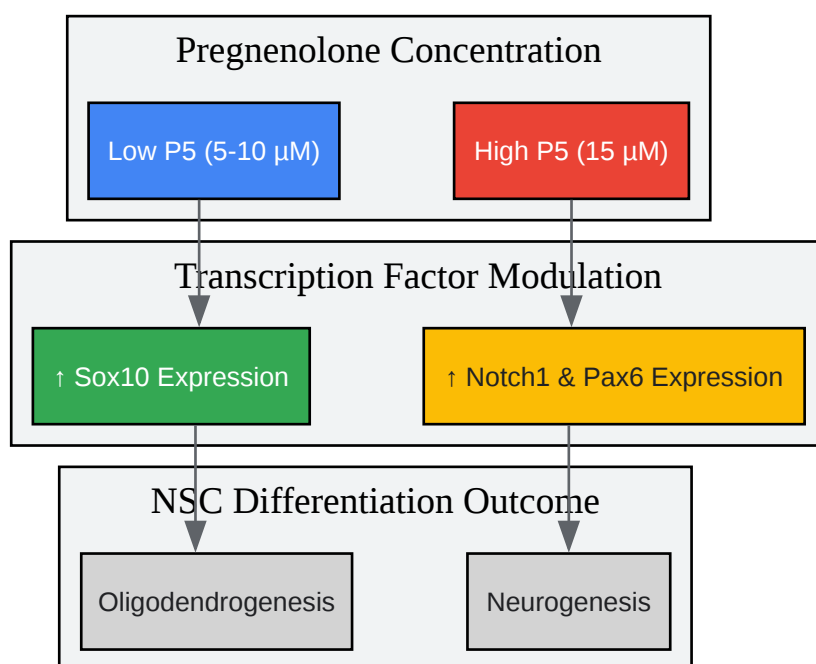 Pregnenolone Concentration
Low P5 (5-10 µM)
High P5 (15 µM)
Transcription Factor Modulation
↑ Sox10 Expression
↑ Notch1 & Pax6 Expression
NSC Differentiation Outcome
Oligodendrogenesis
Neurogenesis